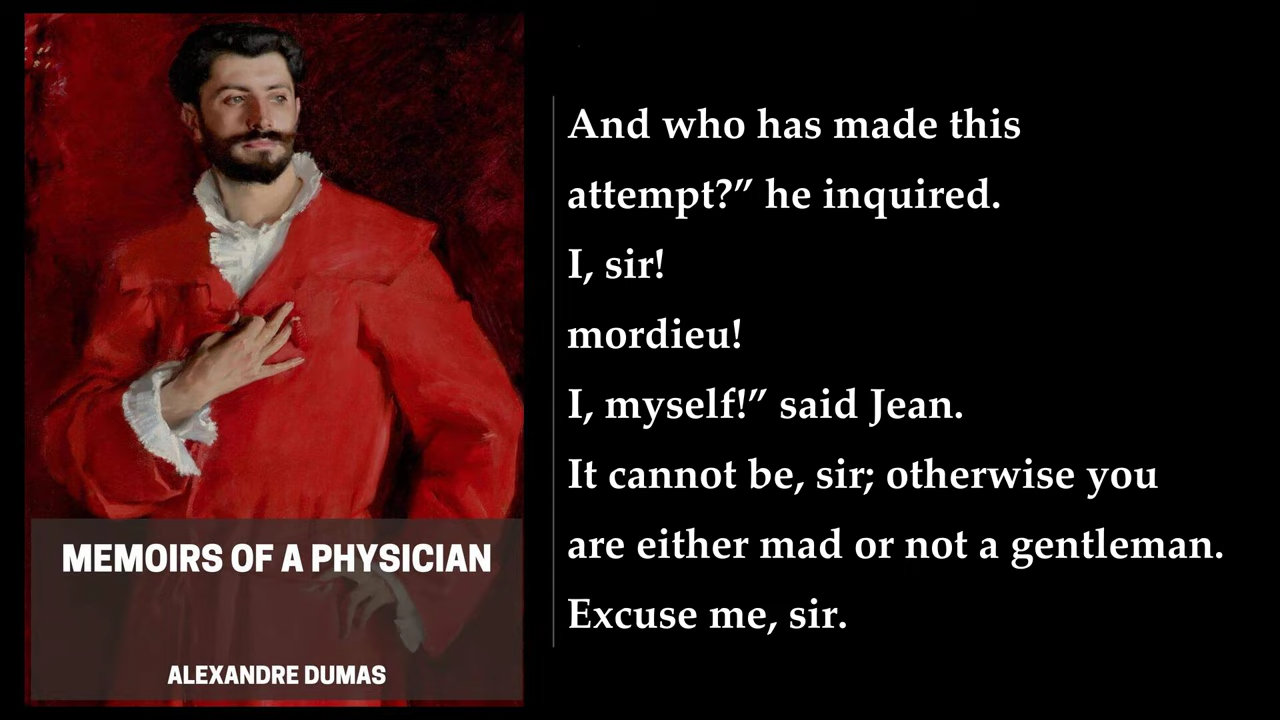 MEMOIRS OF A PHYSICIAN
ALEXANDRE DUMAS
And who has made this
attempt?” he inquired.
I, sir!
mordieu!
I, myself!” said Jean.
It cannot be, sir; otherwise you
are either mad or not a gentleman.
Excuse me, sir.